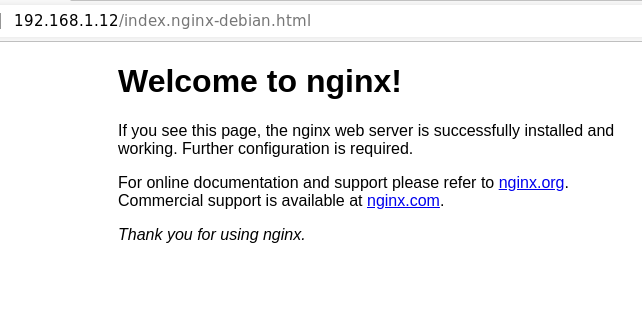 192.168.1.12/index.nginx-debian.html
Welcome to nginx!
If you see this page, the nginx web server is successfully installed and
working. Further configuration is required.
For online documentation and support please refer to nginx.org.
Commercial support is available at nginx.com.
Thank you for using nginx.